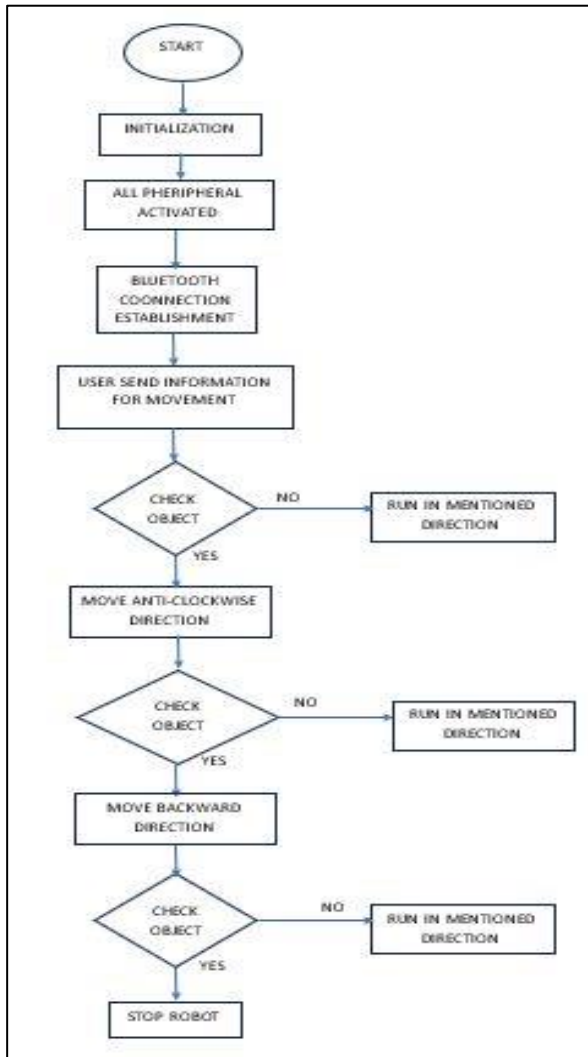 START
INITIALIZATION
ALL PHERIPHERAL
ACTIVATED
BLUETOOTH
COONNECTION
ESTABLISHMENT
USER SEND INFORMATION
FOR MOVEMENT
CHECK
OBJECT
NO
RUN IN MENTIONED
DIRECTION
YES
MOVE ANTI-CLOCKWISE
DIRECTION
CHECK
OBJECT
NO
RUN IN MENTIONED
DIRECTION
YES
MOVE BACKWARD
DIRECTION
CHECK
OBJECT
NO
RUN IN MENTIONED
DIRECTION
YES
STOP ROBOT